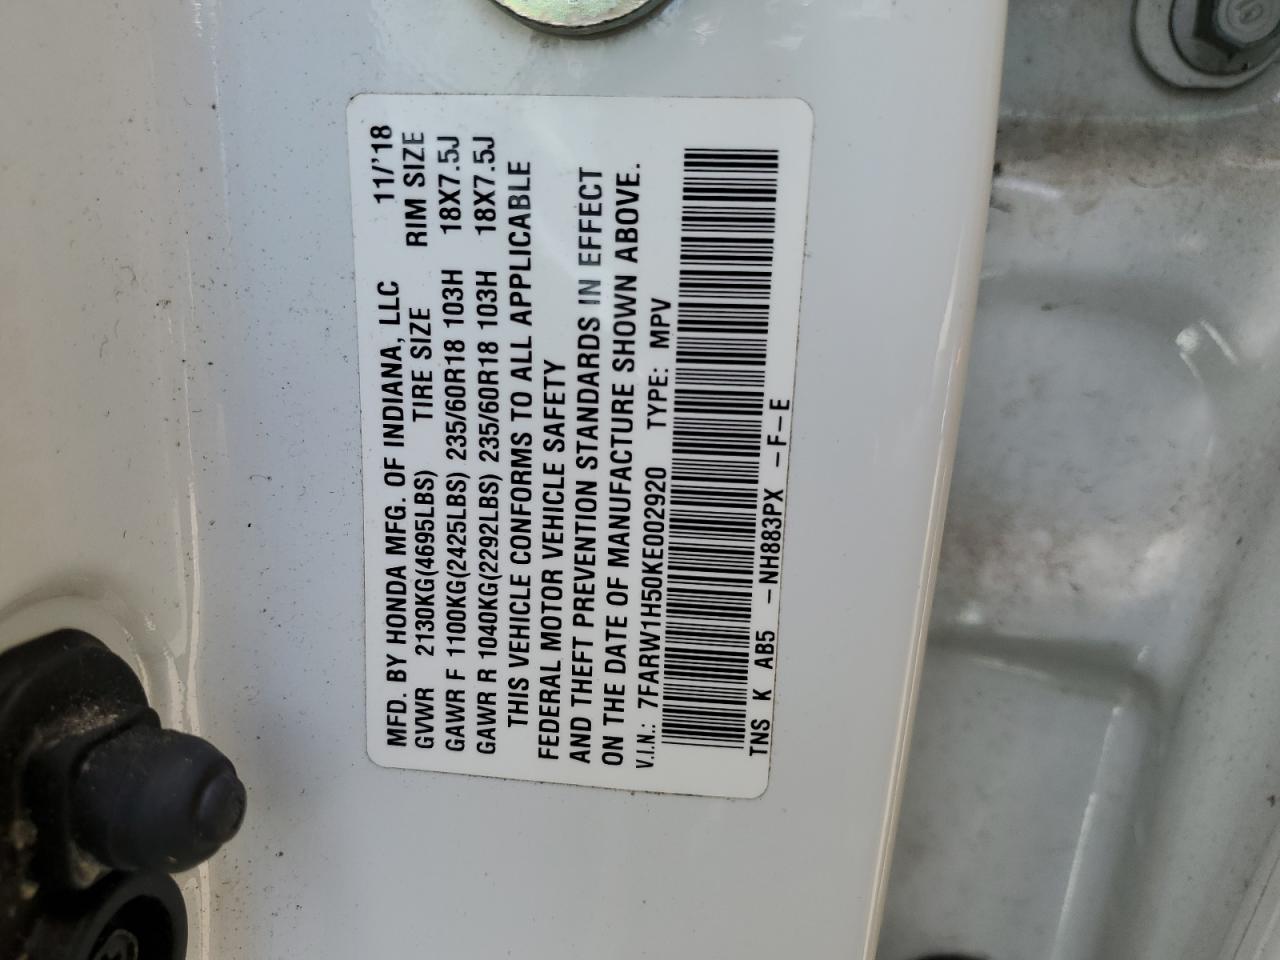 MFD. BY HONDA MFG. OF INDIANA, LLC 11/'18
GVWR 2130KG(4695LBS) TIRE SIZE RIM SIZE
GAWR F 1100KG(2425LBS) 235/60R18 103H 18X7.5J
GAWR R 1040KG(2292LBS) 235/60R18 103H 18X7.5J
THIS VEHICLE CONFORMS TO ALL APPLICABLE
FEDERAL MOTOR VEHICLE SAFETY
AND THEFT PREVENTION STANDARDS IN EFFECT
ON THE DATE OF MANUFACTURE SHOWN ABOVE.
V.I.N.: 7FARW1H50KE002920 TYPE: MPV
TNS K AB5 -NH883PX -F-E